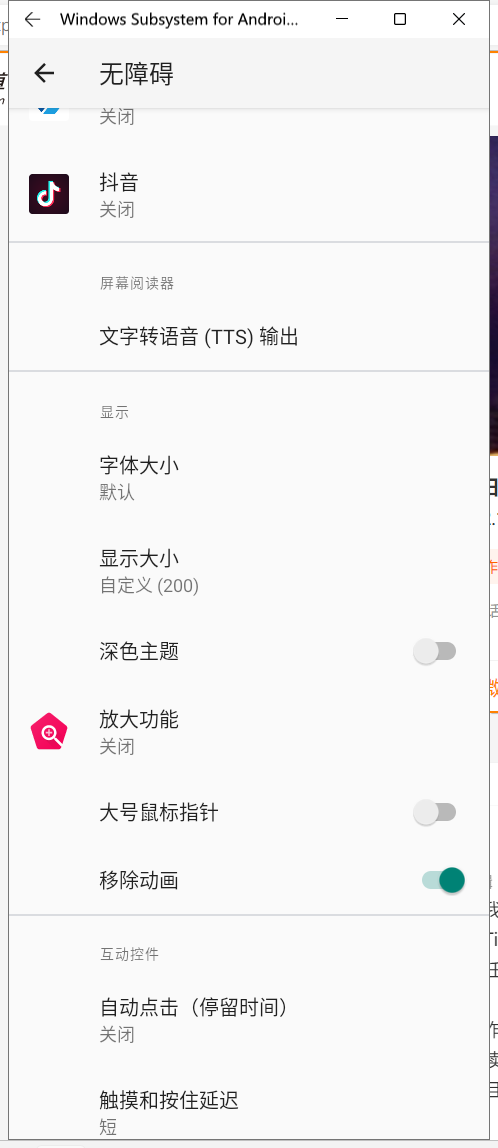 Windows Subsystem for Androi...
无障碍
关闭
抖音
关闭
屏幕阅读器
文字转语音 (TTS) 输出
显示
字体大小
默认
显示大小
自定义 (200)
深色主题
放大功能
关闭
大号鼠标指针
移除动画
互动控件
自动点击（停留时间）
关闭
触摸和按住延迟
短